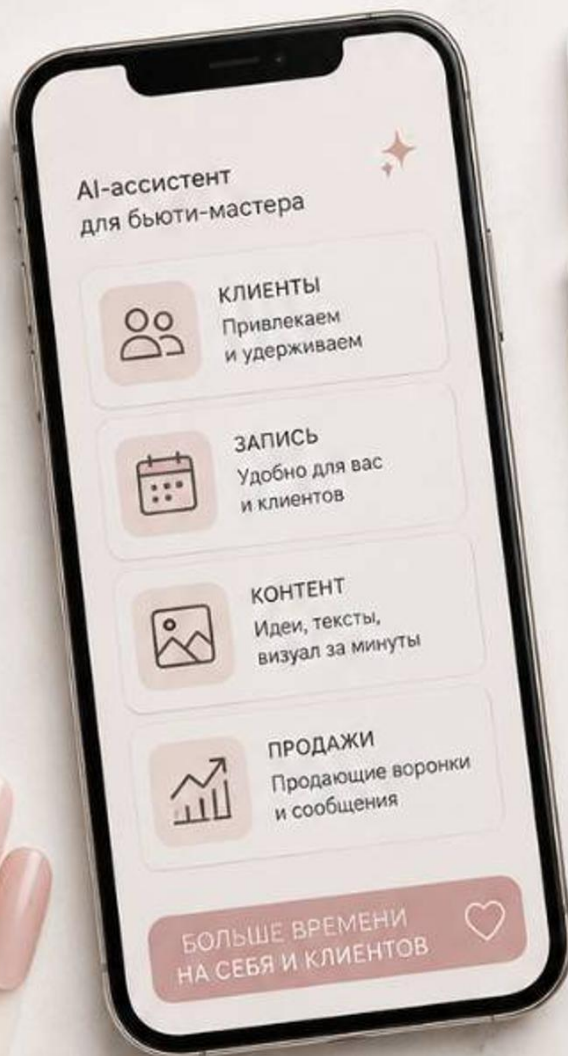 AI-ассистент
для бьюти-мастера
КЛИЕНТЫ
Привлекаем
и удерживаем
ЗАПИСЬ
Удобно для вас
и клиентов
КОНТЕНТ
Идеи, тексты,
визуал за минуты
ПРОДАЖИ
Продающие воронки
и сообщения
БОЛЬШЕ ВРЕМЕНИ
НА СЕБЯ И КЛИЕНТОВ